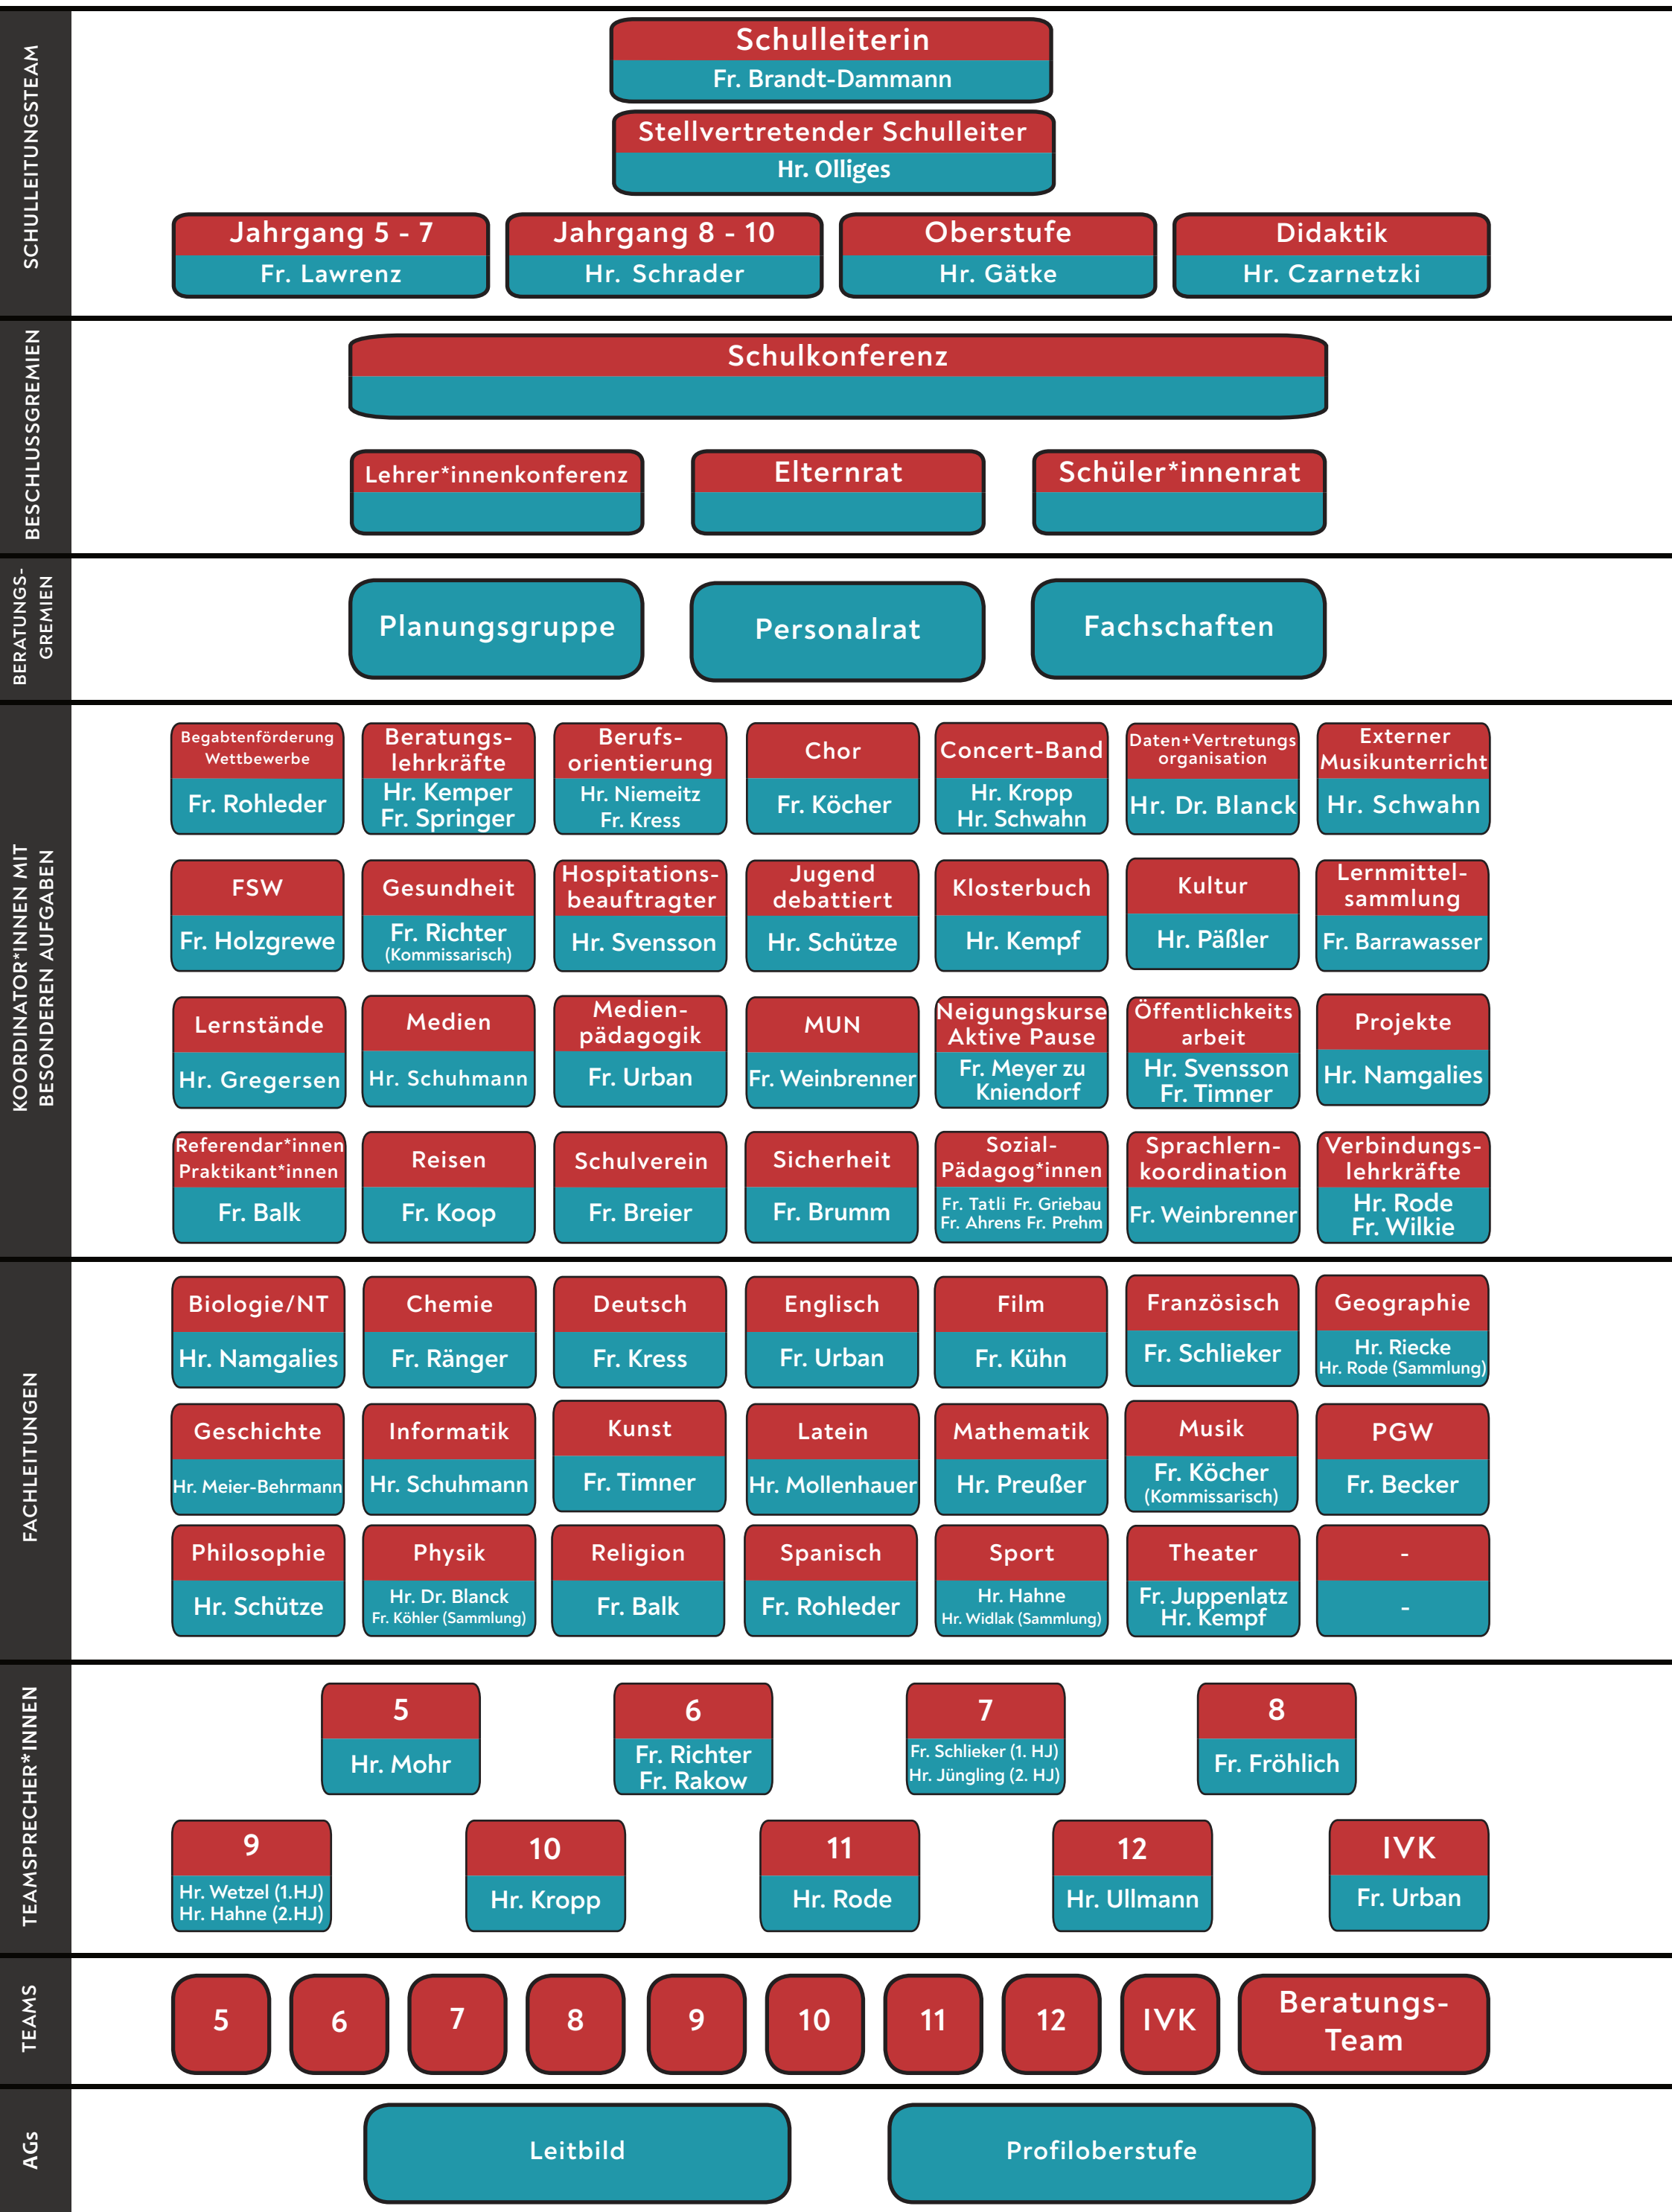 SCHULLEITUNGSTEAM
Schulleiterin
Fr. Brandt-Dammann
Stellvertretender Schulleiter
Hr. Olliges
Jahrgang 5 - 7
Fr. Lawrenz
Jahrgang 8 - 10
Hr. Schrader
Oberstufe
Hr. Gätke
Didaktik
Hr. Czarnetzki
BESCHLUSSGREMIEN
Schulkonferenz
Lehrer*innenkonferenz
Elternrat
Schüler*innenrat
BERATUNGS-
GREMIEN
Planungsgruppe
Personalrat
Fachschaften
KOORDINATOR*INNEN MIT
BESONDEREN AUFGABEN
Begabtenförderung
Wettbewerbe
Fr. Rohleder
Beratungs-
lehrkräfte
Hr. Kemper
Fr. Springer
Berufs-
orientierung
Hr. Niemeitz
Fr. Kress
Chor
Fr. Köcher
Concert-Band
Hr. Kropp
Hr. Schwahn
Daten+Vertretungs
organisation
Hr. Dr. Blanck
Externer
Musikunterricht
Hr. Schwahn
FSW
Fr. Holzgrewe
Gesundheit
Fr. Richter
(Kommissarisch)
Hospitations-
beauftragter
Hr. Svensson
Jugend
debattiert
Hr. Schütze
Klosterbuch
Hr. Kempf
Kultur
Hr. Päßler
Lernmittel-
sammlung
Fr. Barrawasser
Lernstände
Hr. Gregersen
Medien
Hr. Schuhmann
Medien-
pädagogik
Fr. Urban
MUN
Fr. Weinbrenner
Neigungskurse
Aktive Pause
Fr. Meyer zu
Kniendorf
Öffentlichkeits
arbeit
Hr. Svensson
Fr. Timner
Projekte
Hr. Namgalies
Referendar*innen
Praktikant*innen
Fr. Balk
Reisen
Fr. Koop
Schulverein
Fr. Breier
Sicherheit
Fr. Brumm
Sozial-
Pädagog*innen
Fr. Tatli Fr. Griebau
Fr. Ahrens Fr. Prehm
Sprachlern-
koordination
Fr. Weinbrenner
Verbindungs-
lehrkräfte
Hr. Rode
Fr. Wilkie
FACHLEITUNGEN
Biologie/NT
Hr. Namgalies
Chemie
Fr. Ränger
Deutsch
Fr. Kress
Englisch
Fr. Urban
Film
Fr. Kühn
Französisch
Fr. Schlieker
Geographie
Hr. Riecke
Hr. Rode (Sammlung)
Geschichte
Hr. Meier-Behrmann
Informatik
Hr. Schuhmann
Kunst
Fr. Timner
Latein
Hr. Mollenhauer
Mathematik
Hr. Preußer
Musik
Fr. Köcher
(Kommissarisch)
PGW
Fr. Becker
Philosophie
Hr. Schütze
Physik
Hr. Dr. Blanck
Fr. Köhler (Sammlung)
Religion
Fr. Balk
Spanisch
Fr. Rohleder
Sport
Hr. Hahne
Hr. Widlak (Sammlung)
Theater
Fr. Juppenlatz
Hr. Kempf
-
-
TEAMSPRECHER*INNEN
5
Hr. Mohr
6
Fr. Richter
Fr. Rakow
7
Fr. Schlieker (1. HJ)
Hr. Jüngling (2. HJ)
8
Fr. Fröhlich
9
Hr. Wetzel (1.HJ)
Hr. Hahne (2.HJ)
10
Hr. Kropp
11
Hr. Rode
12
Hr. Ullmann
IVK
Fr. Urban
TEAMS
5
6
7
8
9
10
11
12
IVK
Beratungs-
Team
AGs
Leitbild
Profiloberstufe